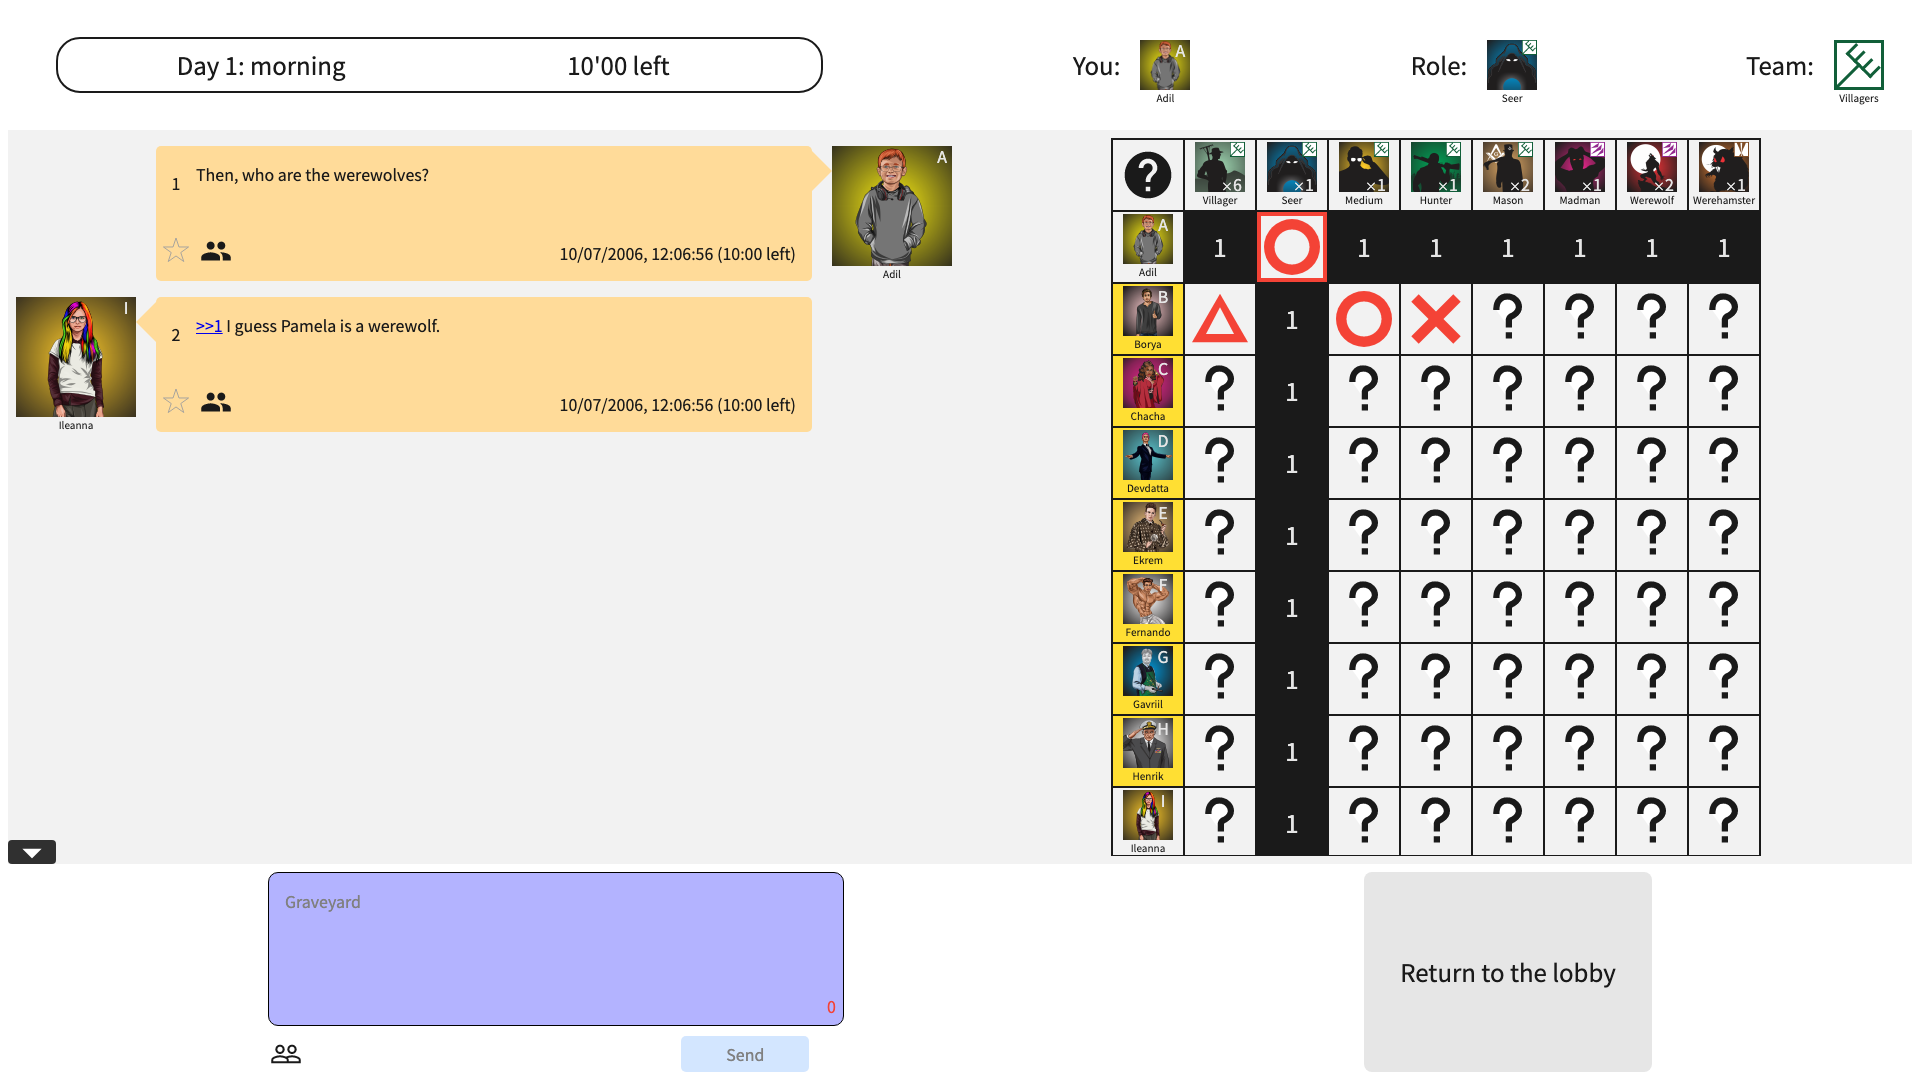 Day 1: morning
10'00 left
You:
A
Adil
Role:
Seer
Team:
Villagers
1
Then, who are the werewolves?
10/07/2006, 12:06:56 (10:00 left)
A
Adil
I
Ileanna
2
>>1 I guess Pamela is a werewolf.
10/07/2006, 12:06:56 (10:00 left)
?
×6
Villager
×1
Seer
×1
Medium
×1
Hunter
×2
Mason
×1
Madman
×2
Werewolf
×1
Werehamster
A
Adil
1 1 1 1 1 1 1
B
Borya
1 ? ? ? ?
C
Chacha
? 1 ? ? ? ? ? ?
D
Devdatta
? 1 ? ? ? ? ? ?
E
Ekrem
? 1 ? ? ? ? ? ?
F
Fernando
? 1 ? ? ? ? ? ?
G
Gavriil
? 1 ? ? ? ? ? ?
H
Henrik
? 1 ? ? ? ? ? ?
I
Ileanna
? 1 ? ? ? ? ? ?
Graveyard
0
Send
Return to the lobby